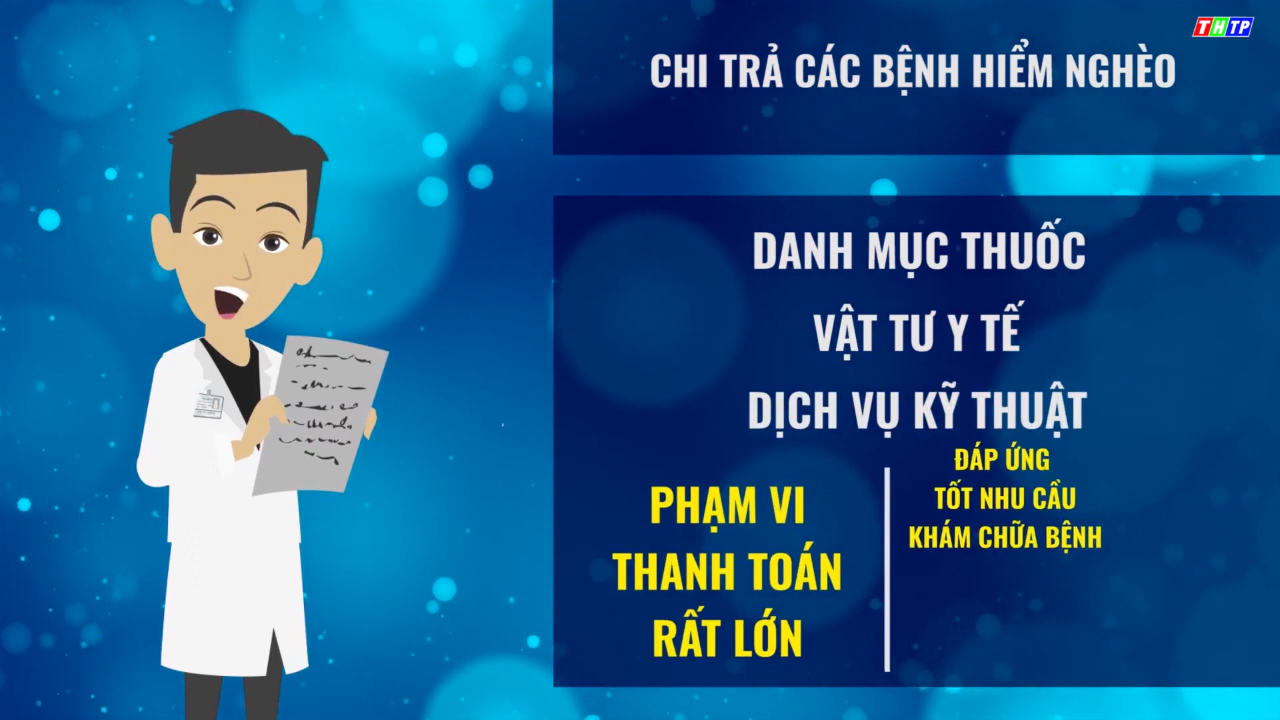 THTP
CHI TRẢ CÁC BỆNH HIỂM NGHÈO
DANH MỤC THUỐC
VẬT TƯ Y TẾ
DỊCH VỤ KỸ THUẬT
PHẠM VI
THANH TOÁN
RẤT LỚN
ĐÁP ỨNG
TỐT NHU CẦU
KHÁM CHỮA BỆNH